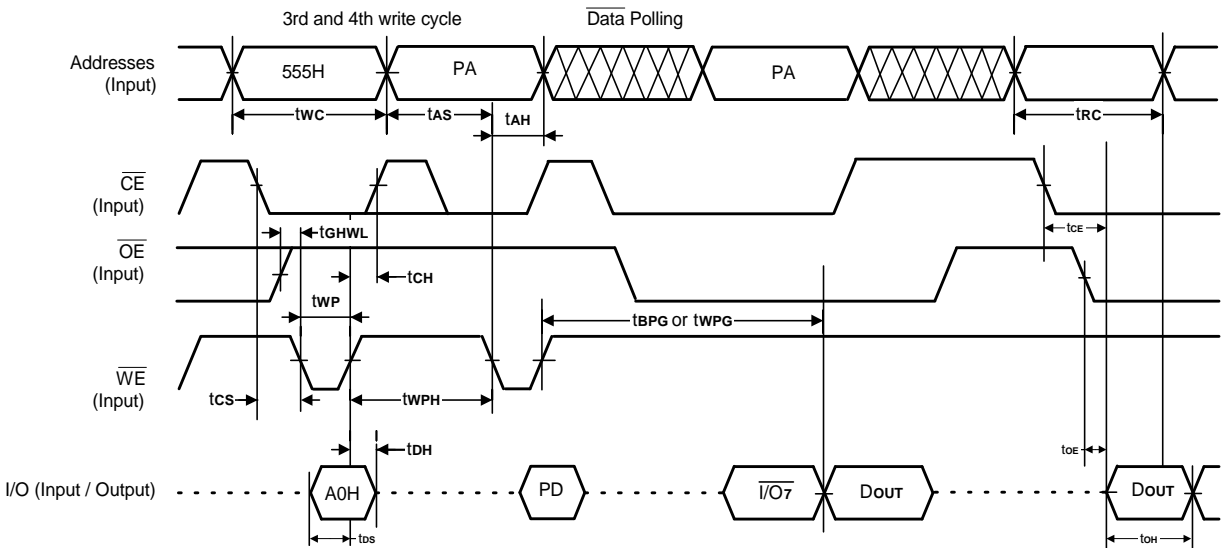 3rd and 4th write cycle
Data Polling
Addresses
(Input)
555H
PA
PA
tWC
tAS
tAH
tRC
CE
(Input)
tCE
tGHWL
OE
(Input)
tCH
tWP
tBPG or tWPG
WE
(Input)
tCS
tWPH
tDH
tOE
I/O (Input / Output)
A0H
PD
I/O7
DOUT
DOUT
tDS
tOH